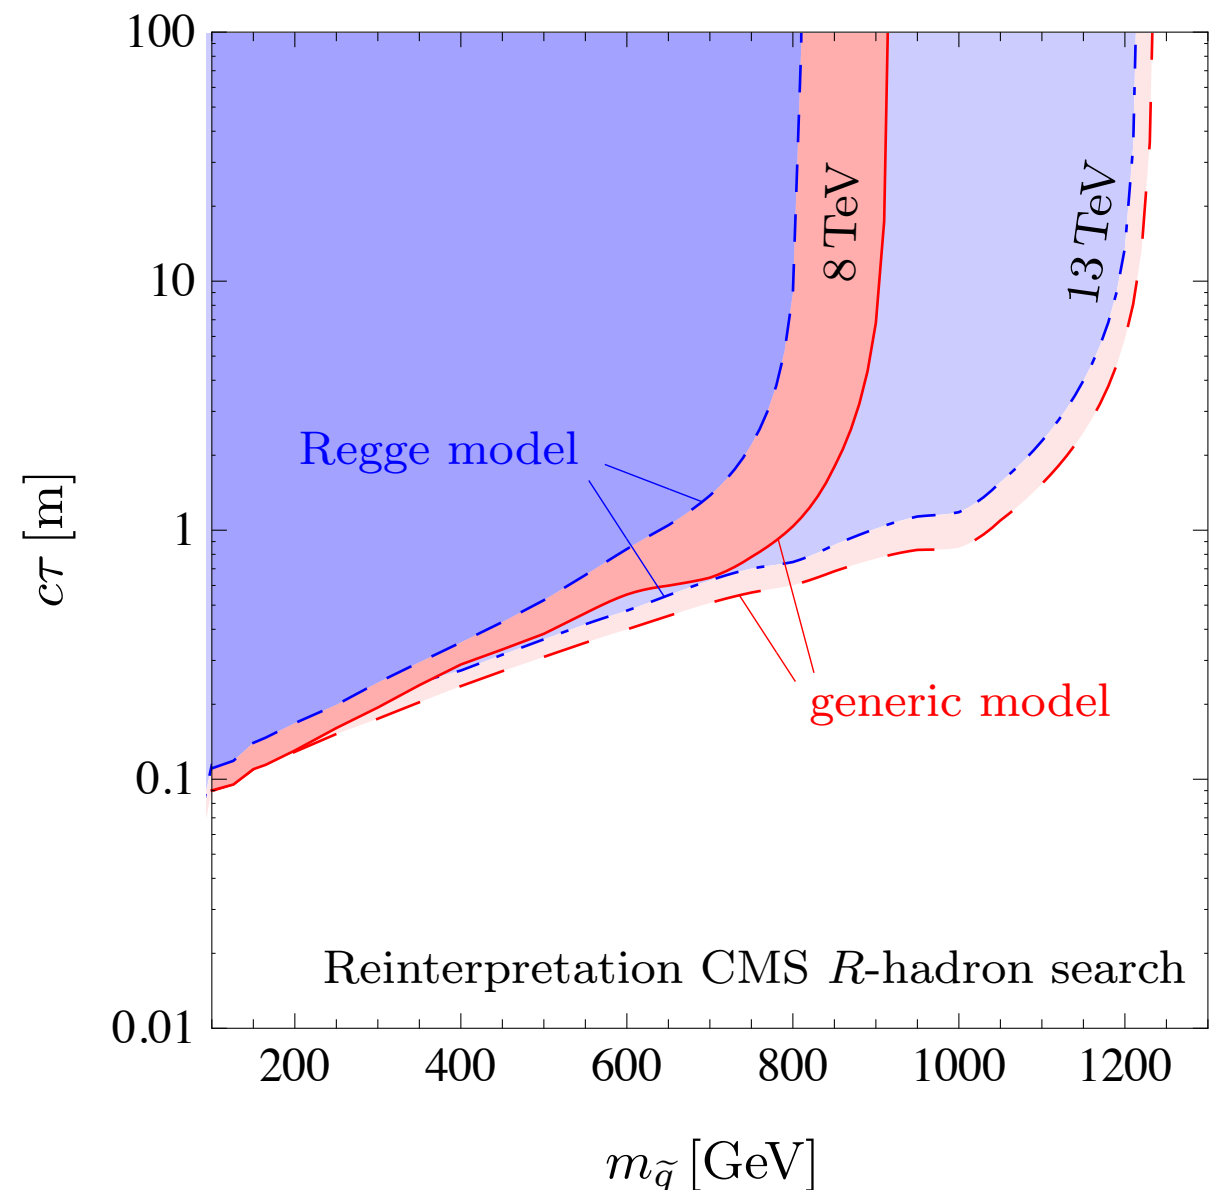 100
10
1
0.1
0.01
cτ [m]
8 TeV
13 TeV
Regge model
generic model
Reinterpretation CMS R-hadron search
200 400 600 800 1000 1200
m_q̃ [GeV]